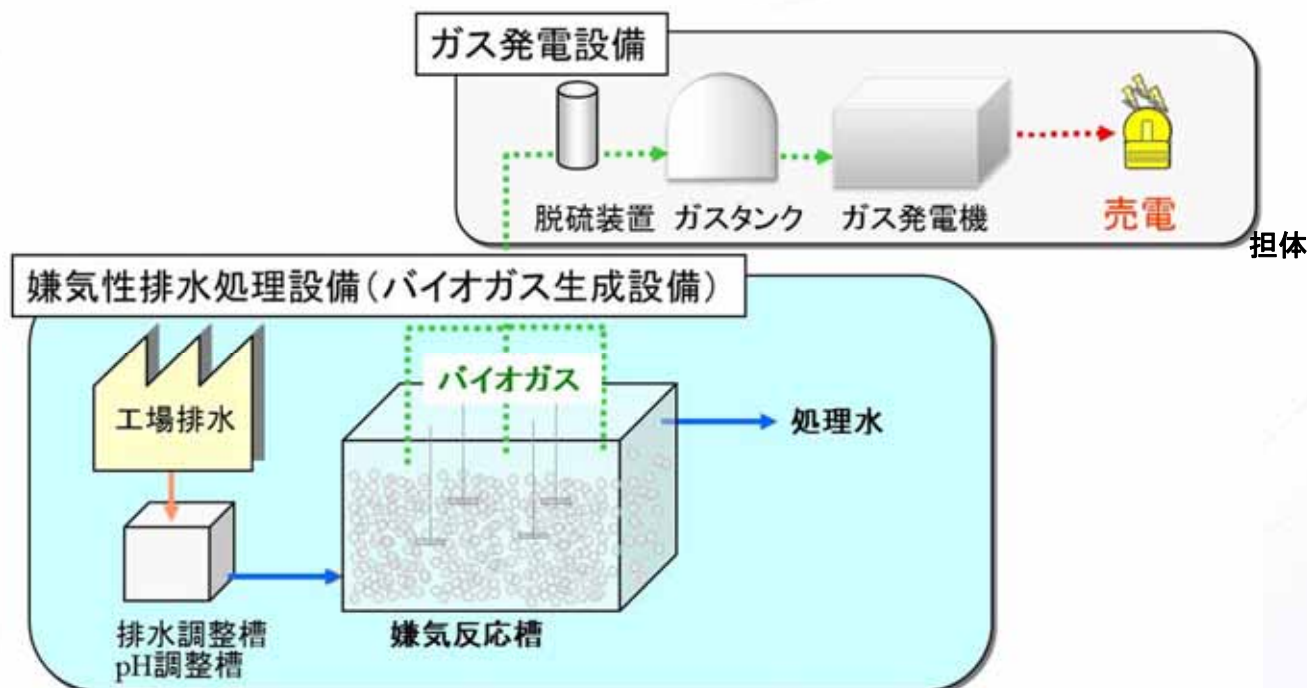 ガス発電設備
脱硫装置
ガスタンク
ガス発電機
売電
担体
嫌気性排水処理設備(バイオガス生成設備)
バイオガス
工場排水
処理水
排水調整槽
pH調整槽
嫌気反応槽